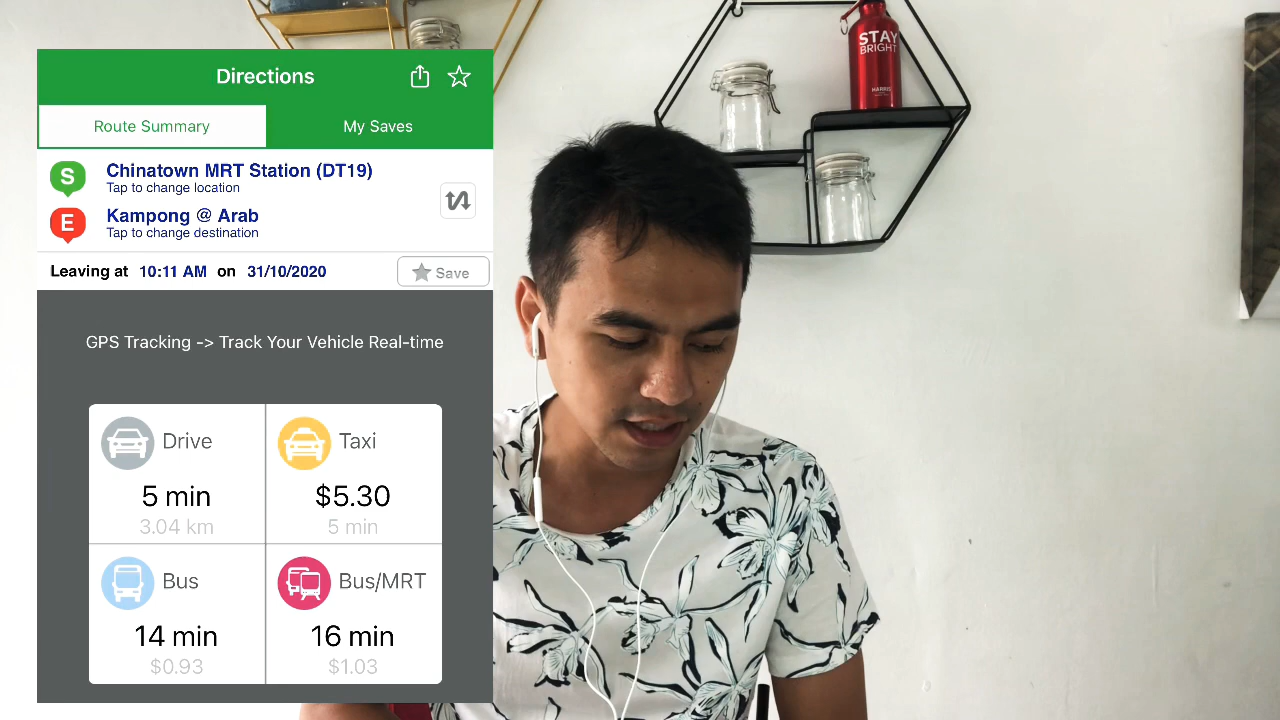 Directions
Route Summary
My Saves
S
Chinatown MRT Station (DT19)
Tap to change location
E
Kampong @ Arab
Tap to change destination
Leaving at 10:11 AM on 31/10/2020
Save
GPS Tracking -> Track Your Vehicle Real-time
Drive
5 min
3.04 km
Taxi
$5.30
5 min
Bus
14 min
$0.93
Bus/MRT
16 min
$1.03
STAY
BRIGHT
HARRIS